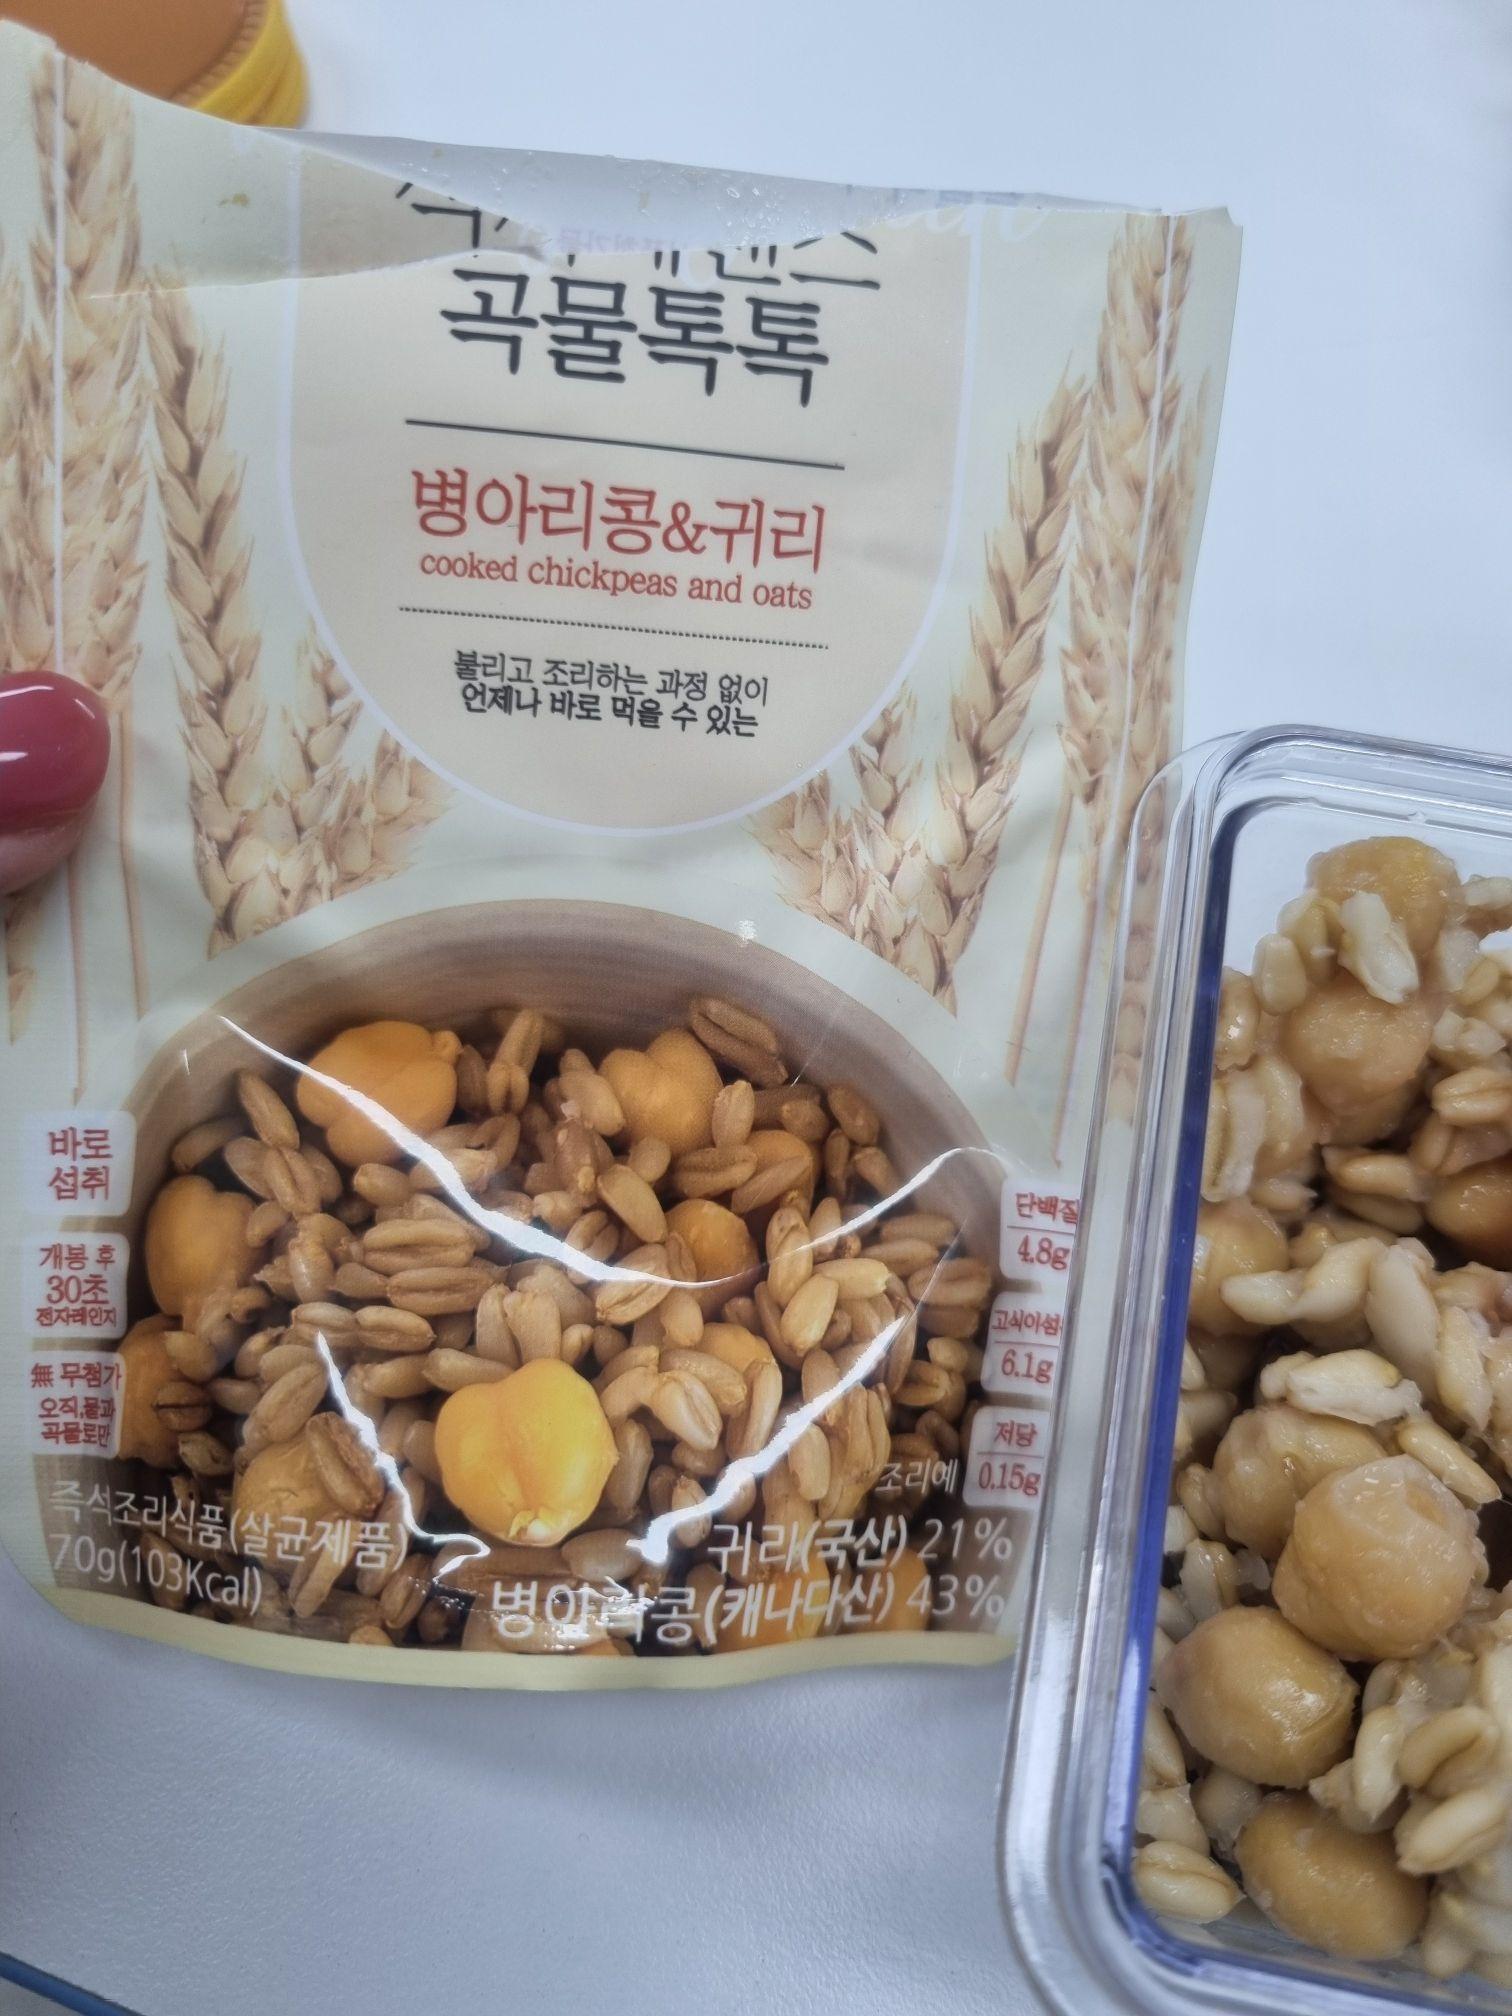 곡물톡톡
병아리콩&귀리
cooked chickpeas and oats
불리고 조리하는 과정 없이
언제나 바로 먹을 수 있는
바로
섭취
개봉 후
30초
전자레인지
無 무첨가
오직,물과
곡물로만
단백질
4.8g
고식이섬
6.1g
저당
0.15g
조리예
즉석조리식품(살균제품)
70g(103Kcal)
귀리(국산) 21%
병아리콩(캐나다산) 43%